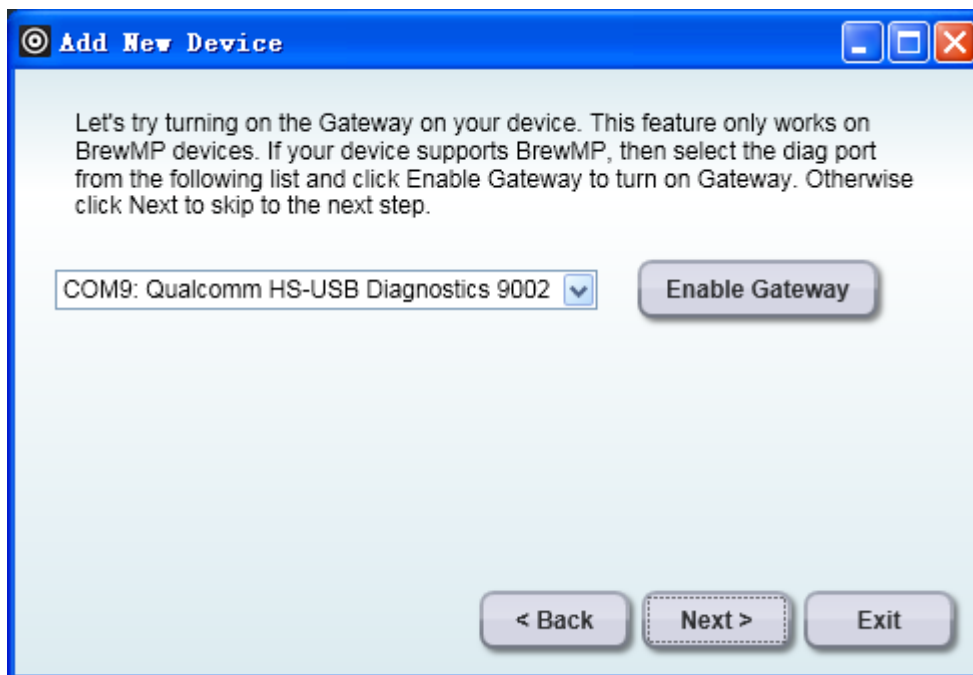 Add New Device
Let's try turning on the Gateway on your device. This feature only works on
BrewMP devices. If your device supports BrewMP, then select the diag port
from the following list and click Enable Gateway to turn on Gateway. Otherwise
click Next to skip to the next step.
COM9: Qualcomm HS-USB Diagnostics 9002
Enable Gateway
< Back
Next >
Exit